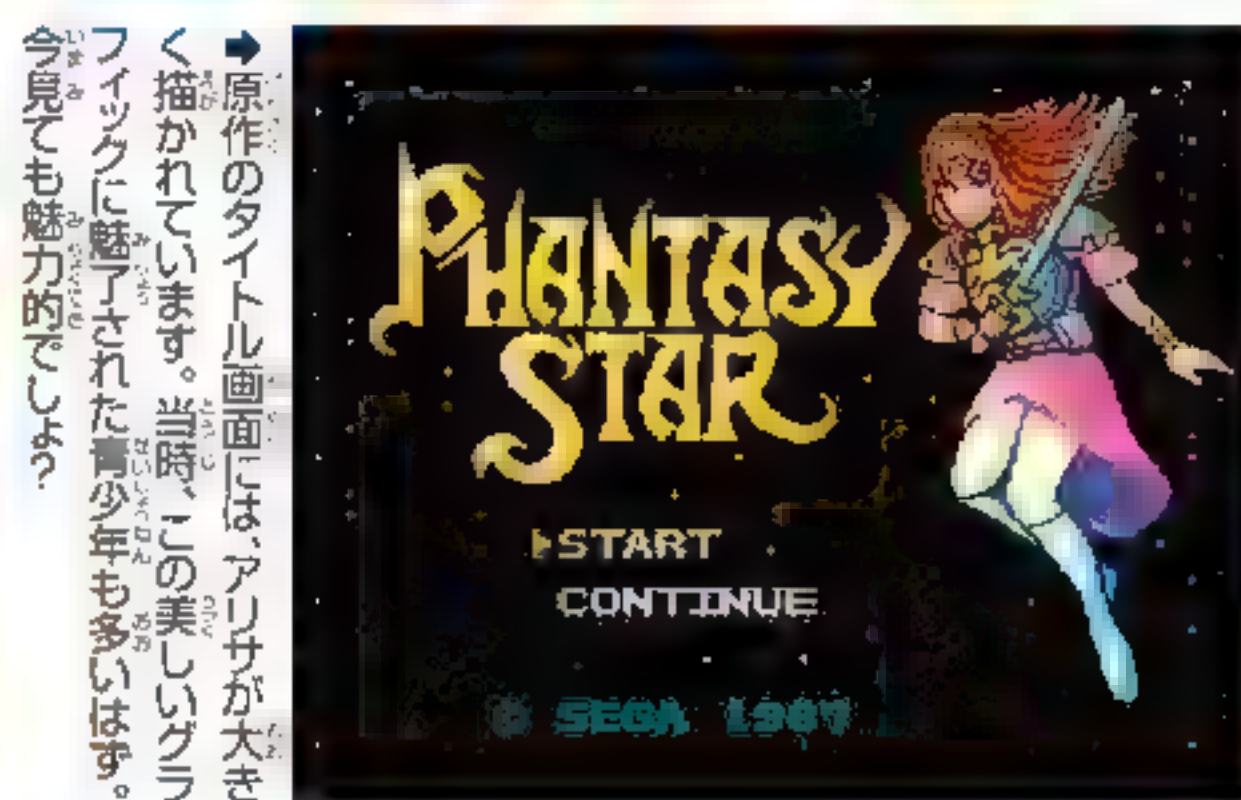 ➡原作のタイトル画面には、アリサが大き
く描かれています。当時、この美しいグラ
フィックに魅了された青少年も多いはず。
今見ても魅力的でしょ？
PHANTASY
STAR
START
CONTINUE
© SEGA 1987